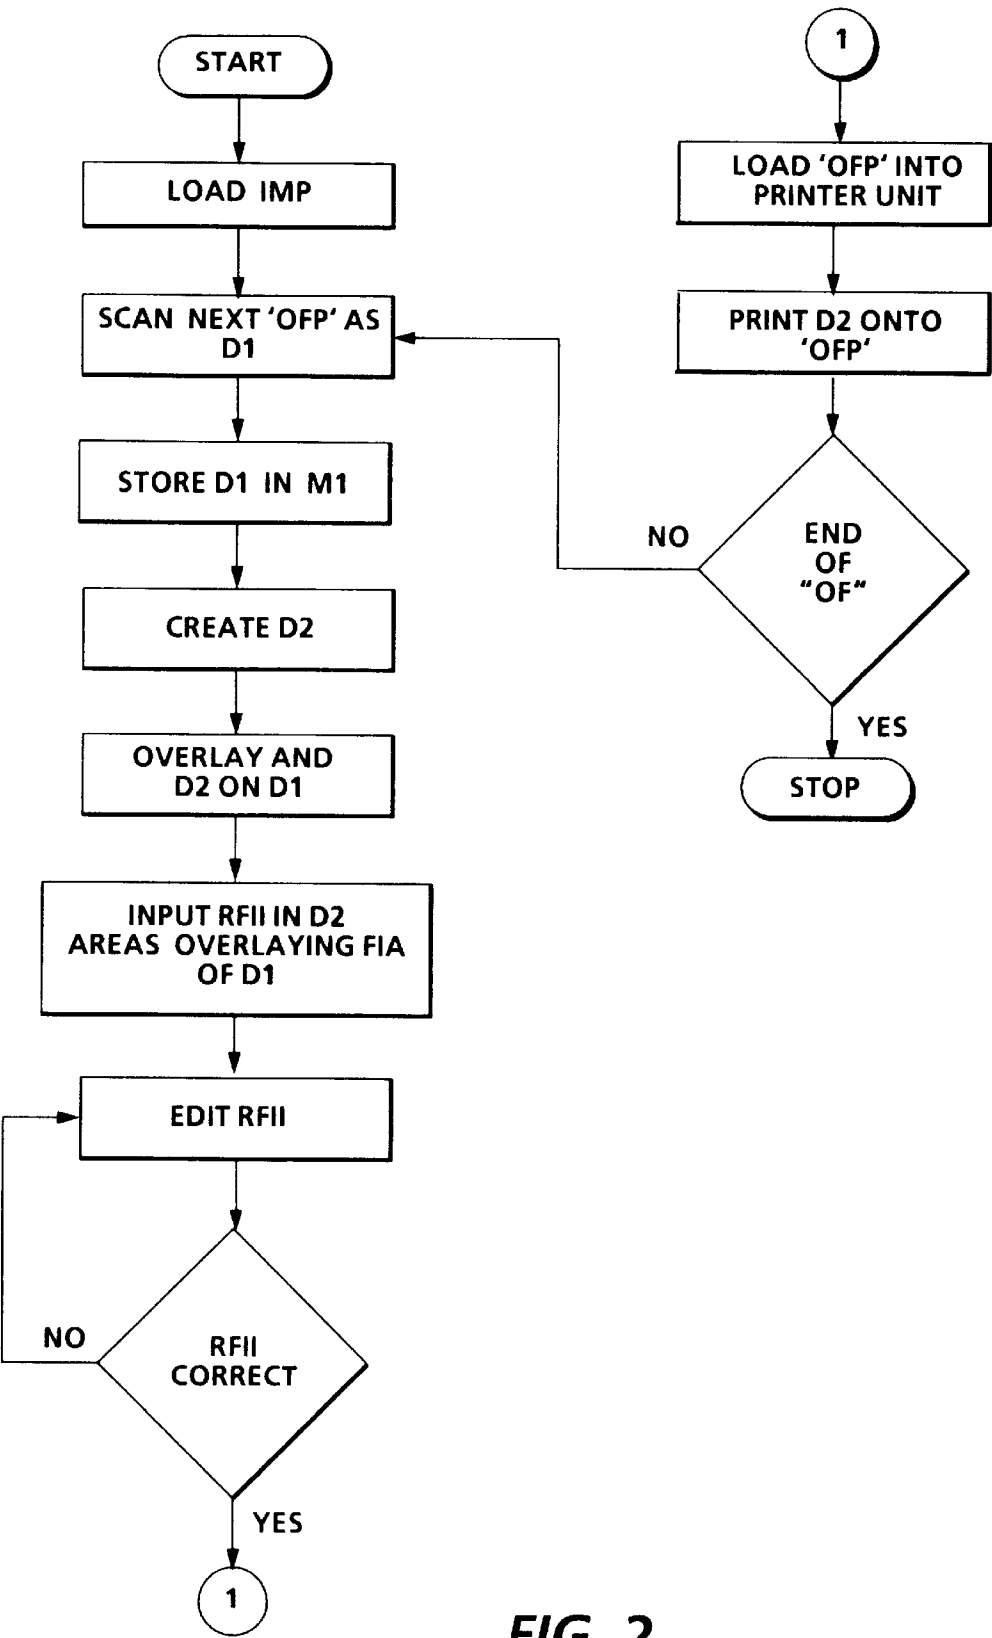 START
LOAD IMP
SCAN NEXT 'OFP' AS
D1
STORE D1 IN M1
CREATE D2
OVERLAY AND
D2 ON D1
INPUT RFII IN D2
AREAS OVERLAYING FIA
OF D1
EDIT RFII
NO
RFII
CORRECT
YES
1
1
LOAD 'OFP' INTO
PRINTER UNIT
PRINT D2 ONTO
'OFP'
NO
END
OF
"OF"
YES
STOP
FIG. 2